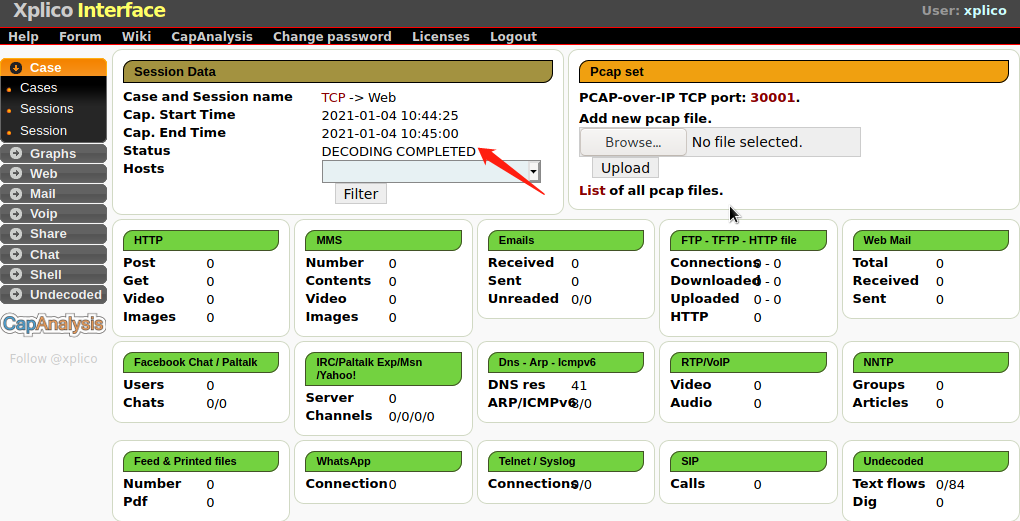 Xplico Interface
User: xplico
Help Forum Wiki CapAnalysis Change password Licenses Logout
Case
Cases
Sessions
Session
Graphs
Web
Mail
Voip
Share
Chat
Shell
Undecoded
CapAnalysis
Follow @xplico
Session Data
Case and Session name TCP -> Web
Cap. Start Time 2021-01-04 10:44:25
Cap. End Time 2021-01-04 10:45:00
Status DECODING COMPLETED
Hosts
Filter
Pcap set
PCAP-over-IP TCP port: 30001.
Add new pcap file.
Browse... No file selected.
Upload
List of all pcap files.
HTTP
Post 0
Get 0
Video 0
Images 0
MMS
Number 0
Contents 0
Video 0
Images 0
Emails
Received 0
Sent 0
Unreaded 0/0
FTP - TFTP - HTTP file
Connections 0 - 0
Downloaded 0 - 0
Uploaded 0 - 0
HTTP 0
Web Mail
Total 0
Received 0
Sent 0
Facebook Chat / Paltalk
Users 0
Chats 0/0
IRC/Paltalk Exp/Msn
/Yahoo!
Server 0
Channels 0/0/0/0
Dns - Arp - Icmpv6
DNS res 41
ARP/ICMPv6 /0
RTP/VoIP
Video 0
Audio 0
NNTP
Groups 0
Articles 0
Feed & Printed files
Number 0
Pdf 0
WhatsApp
Connection 0
Telnet / Syslog
Connections 0/0
SIP
Calls 0
Undecoded
Text flows 0/84
Dig 0